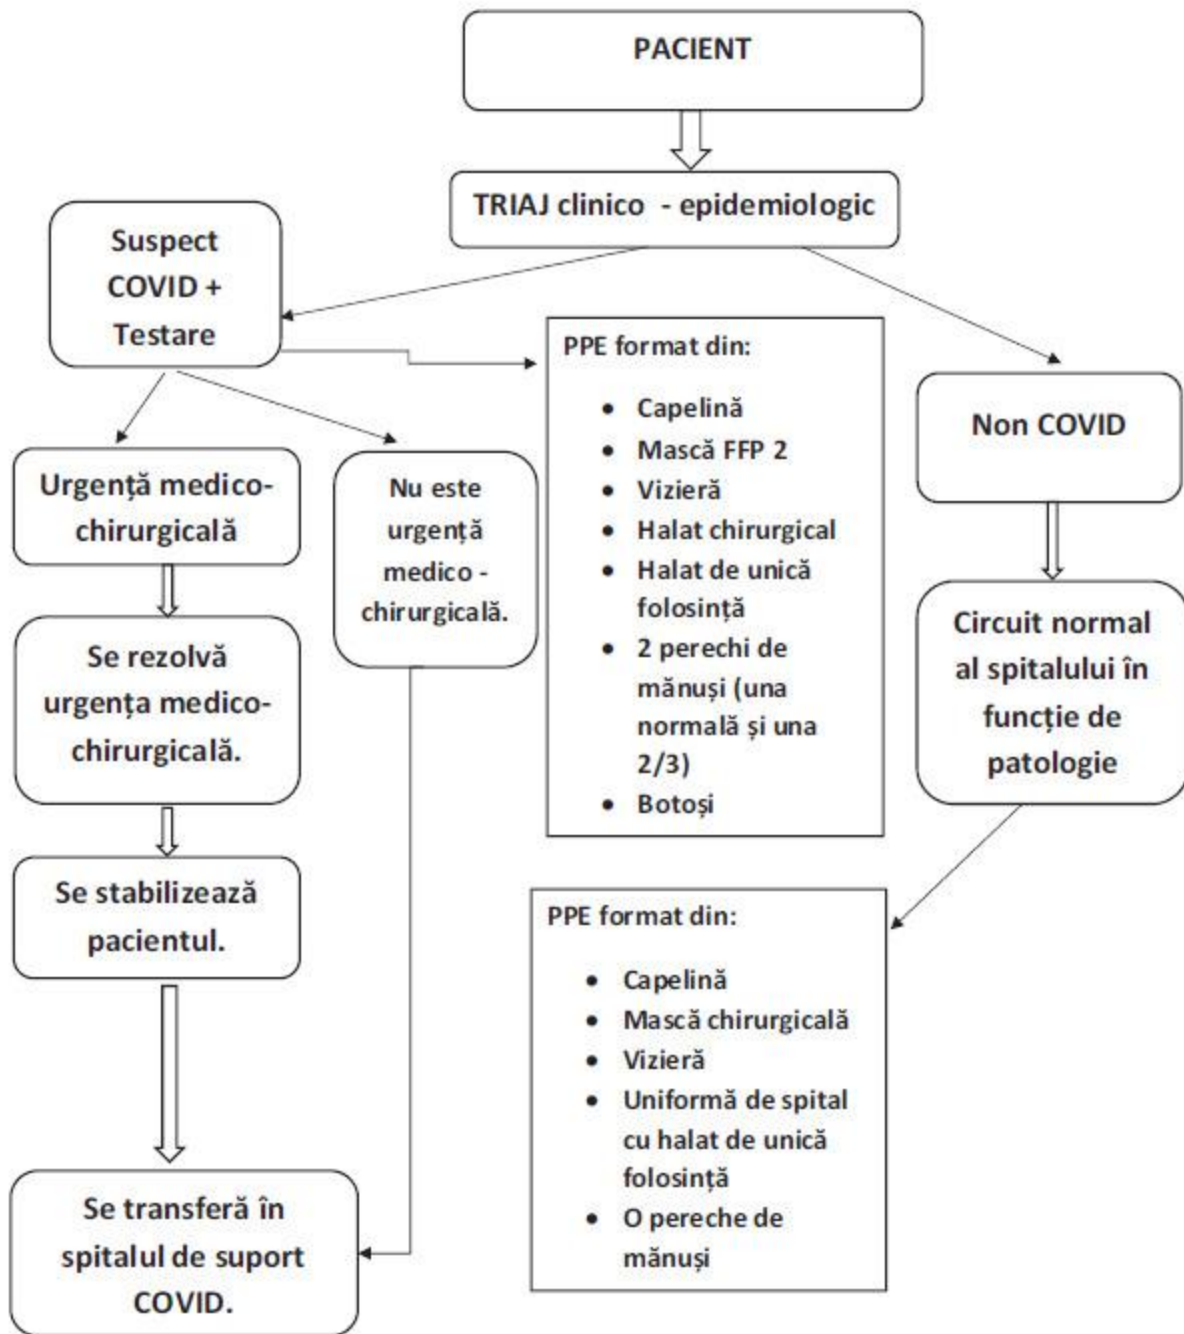 PACIENT
TRIAJ clinico - epidemiologic
Suspect
COVID +
Testare
PPE format din:
• Capelină
• Mască FFP 2
• Vizieră
• Halat chirurgical
• Halat de unică
folosință
• 2 perechi de
mănuși (una
normală și una
2/3)
• Botoși
Non COVID
Urgență medico-
chirurgicală
Nu este
urgență
medico -
chirurgicală.
Se rezolvă
urgența medico-
chirurgicală.
Circuit normal
al spitalului în
funcție de
patologie
Se stabilizează
pacientul.
PPE format din:
• Capelină
• Mască chirurgicală
• Vizieră
• Uniformă de spital
cu halat de unică
folosință
• O pereche de
mănuși
Se transferă în
spitalul de suport
COVID.